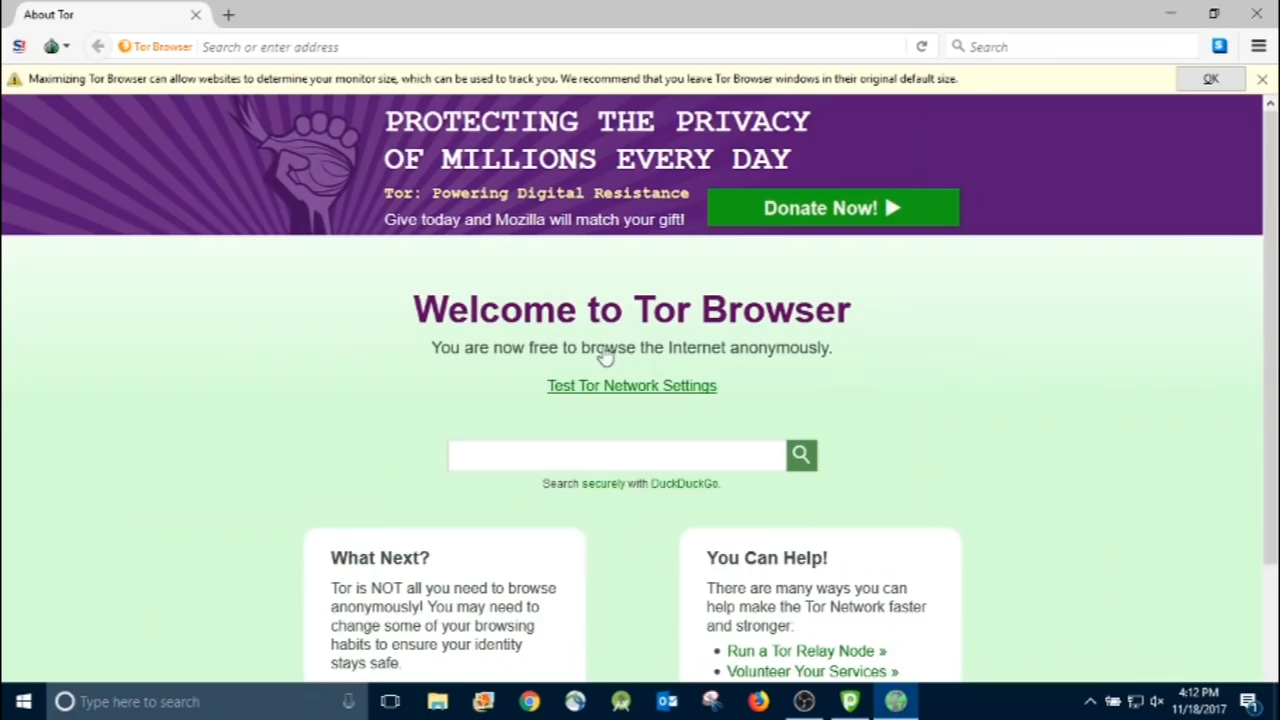 About Tor
Tor Browser
Search or enter address
Search
Maximizing Tor Browser can allow websites to determine your monitor size, which can be used to track you. We recommend that you leave Tor Browser windows in their original default size.
OK
PROTECTING THE PRIVACY
OF MILLIONS EVERY DAY
Tor: Powering Digital Resistance
Give today and Mozilla will match your gift!
Donate Now!
Welcome to Tor Browser
You are now free to browse the Internet anonymously.
Test Tor Network Settings
Search securely with DuckDuckGo.
What Next?
Tor is NOT all you need to browse
anonymously! You may need to
change some of your browsing
habits to ensure your identity
stays safe.
You Can Help!
There are many ways you can
help make the Tor Network faster
and stronger:
• Run a Tor Relay Node »
• Volunteer Your Services »
Type here to search
4:12 PM
11/18/2017
1